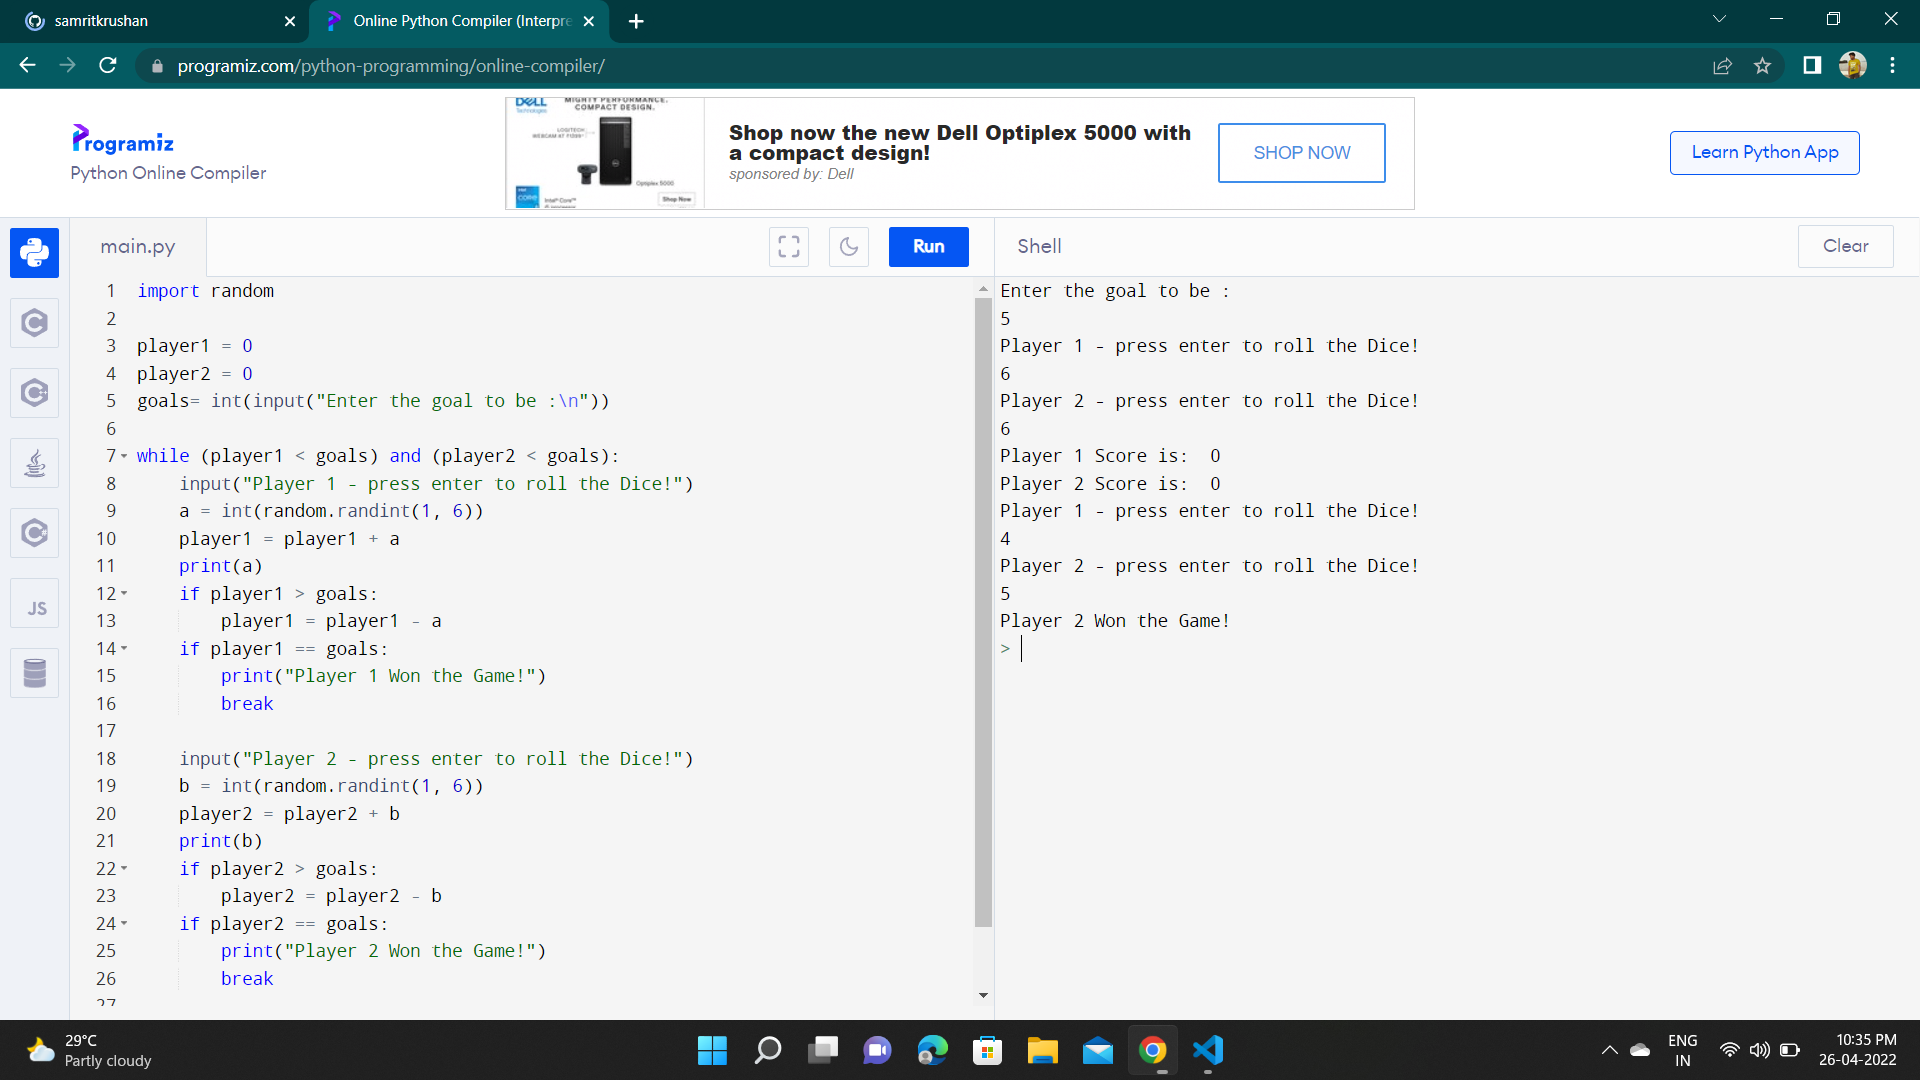 samritkrushan
Online Python Compiler (Interpre
programiz.com/python-programming/online-compiler/
Programiz
Python Online Compiler
DELL
Technologies
MIGHTY PERFORMANCE.
COMPACT DESIGN.
LOGITECH
Optiplex 5000
Shop Now
Shop now the new Dell Optiplex 5000 with
a compact design!
sponsored by: Dell
SHOP NOW
Learn Python App
main.py
Run
Shell
Clear
JS
1 import random
2
3 player1 = 0
4 player2 = 0
5 goals= int(input("Enter the goal to be :\n"))
6
7 while (player1 < goals) and (player2 < goals):
8     input("Player 1 - press enter to roll the Dice!")
9     a = int(random.randint(1, 6))
10     player1 = player1 + a
11     print(a)
12     if player1 > goals:
13         player1 = player1 - a
14     if player1 == goals:
15         print("Player 1 Won the Game!")
16         break
17
18     input("Player 2 - press enter to roll the Dice!")
19     b = int(random.randint(1, 6))
20     player2 = player2 + b
21     print(b)
22     if player2 > goals:
23         player2 = player2 - b
24     if player2 == goals:
25         print("Player 2 Won the Game!")
26         break
27
Enter the goal to be :
5
Player 1 - press enter to roll the Dice!
6
Player 2 - press enter to roll the Dice!
6
Player 1 Score is:  0
Player 2 Score is:  0
Player 1 - press enter to roll the Dice!
4
Player 2 - press enter to roll the Dice!
5
Player 2 Won the Game!
>
29°C
Partly cloudy
ENG
IN
10:35 PM
26-04-2022